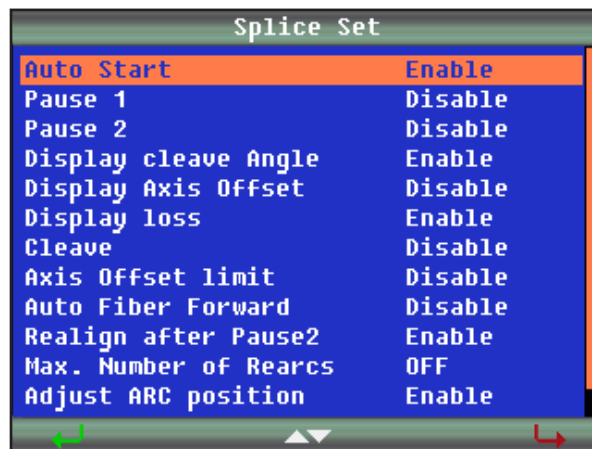 Splice Set
Auto Start Enable
Pause 1 Disable
Pause 2 Disable
Display cleave Angle Enable
Display Axis Offset Disable
Display loss Enable
Cleave Disable
Axis Offset limit Disable
Auto Fiber Forward Disable
Realign after Pause2 Enable
Max. Number of Rearcs OFF
Adjust ARC position Enable